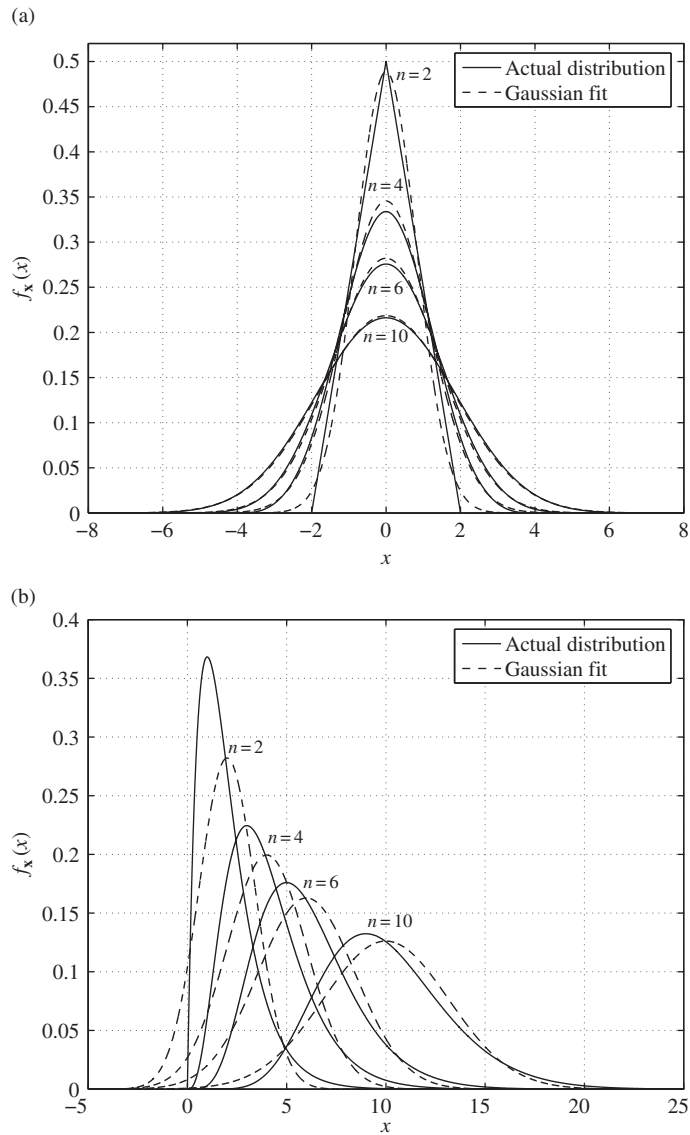 (a)
0.5
0.45
0.4
0.35
0.3
0.25
0.2
0.15
0.1
0.05
0
f_x(x)
n = 2
n = 4
n = 6
n = 10
Actual distribution
Gaussian fit
−8 −6 −4 −2 0 2 4 6 8
x
(b)
0.4
0.35
0.3
0.25
0.2
0.15
0.1
0.05
0
f_x(x)
n = 2
n = 4
n = 6
n = 10
Actual distribution
Gaussian fit
−5 0 5 10 15 20 25
x